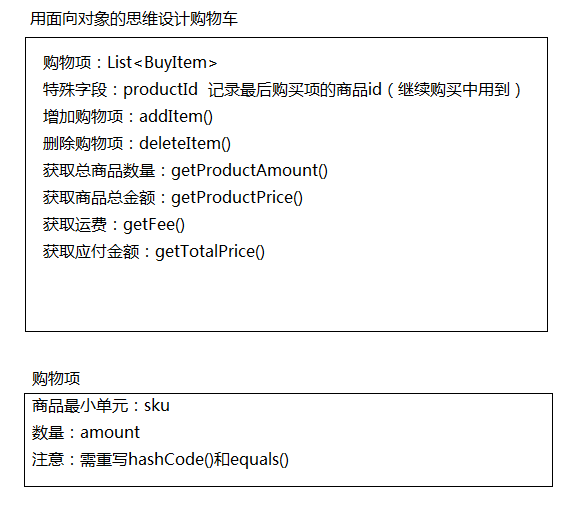 用面向对象的思维设计购物车
购物项：List<BuyItem>
特殊字段：productId 记录最后购买项的商品id（继续购买中用到）
增加购物项：addItem()
删除购物项：deleteItem()
获取总商品数量：getProductAmount()
获取商品总金额：getProductPrice()
获取运费：getFee()
获取应付金额：getTotalPrice()
购物项
商品最小单元：sku
数量：amount
注意：需重写hashCode()和equals()